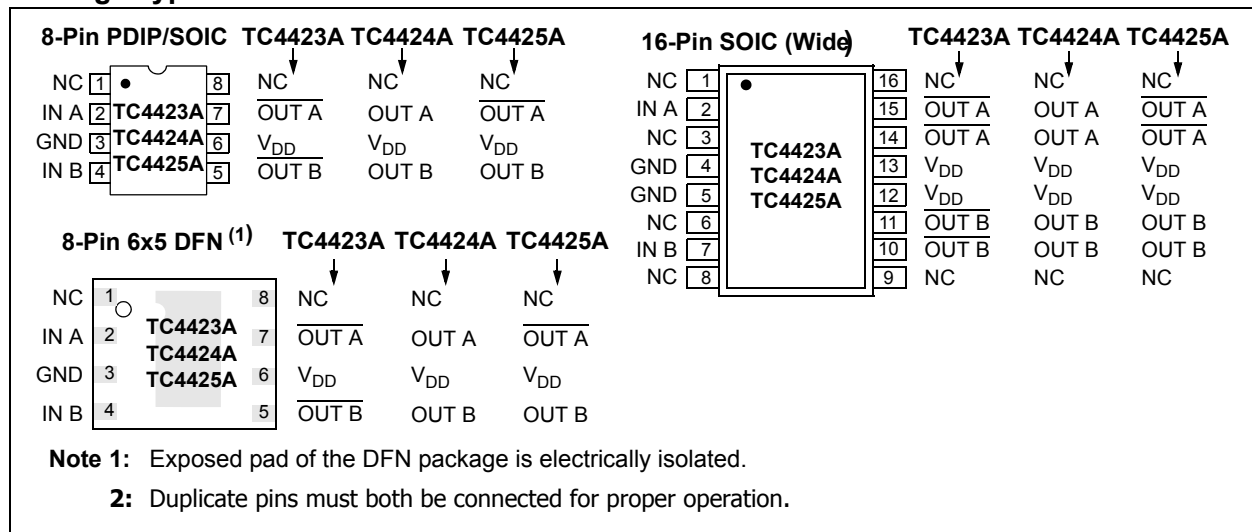 8-Pin PDIP/SOIC TC4423A TC4424A TC4425A
NC 1 8 NC NC NC
IN A 2 TC4423A 7 OUT A OUT A OUT A
GND 3 TC4424A 6 VDD VDD VDD
IN B 4 TC4425A 5 OUT B OUT B OUT B
16-Pin SOIC (Wide) TC4423A TC4424A TC4425A
NC 1 16 NC NC NC
IN A 2 15 OUT A OUT A OUT A
NC 3 14 OUT A OUT A OUT A
GND 4 TC4423A 13 VDD VDD VDD
GND 5 TC4424A 12 VDD VDD VDD
NC 6 TC4425A 11 OUT B OUT B OUT B
IN B 7 10 OUT B OUT B OUT B
NC 8 9 NC NC NC
8-Pin 6x5 DFN (1) TC4423A TC4424A TC4425A
NC 1 8 NC NC NC
IN A 2 TC4423A 7 OUT A OUT A OUT A
GND 3 TC4424A 6 VDD VDD VDD
IN B 4 TC4425A 5 OUT B OUT B OUT B
Note 1: Exposed pad of the DFN package is electrically isolated.
2: Duplicate pins must both be connected for proper operation.